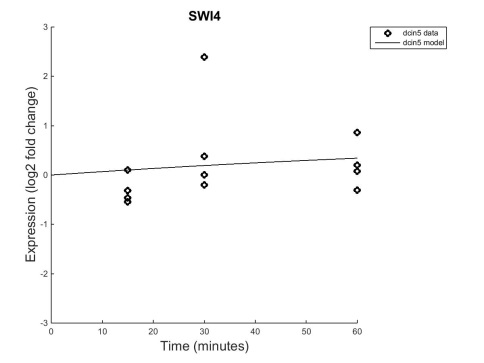 SWI4
dcin5 data
dcin5 model
3
2
1
0
-1
-2
-3
Expression (log2 fold change)
0 10 20 30 40 50 60
Time (minutes)